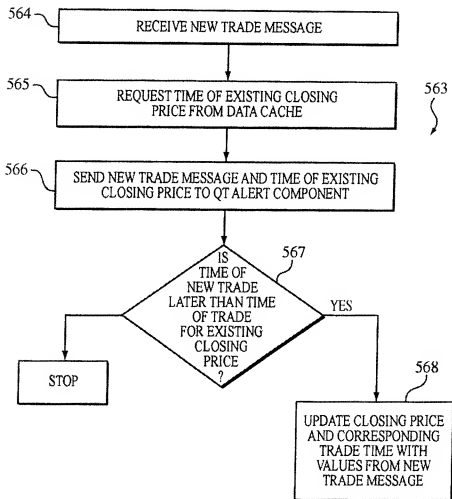 564
RECEIVE NEW TRADE MESSAGE
565
REQUEST TIME OF EXISTING CLOSING
PRICE FROM DATA CACHE
563
566
SEND NEW TRADE MESSAGE AND TIME OF EXISTING
CLOSING PRICE TO QT ALERT COMPONENT
567
IS
TIME OF
NEW TRADE
LATER THAN TIME
OF TRADE
FOR EXISTING
CLOSING
PRICE
?
YES
STOP
568
UPDATE CLOSING PRICE
AND CORRESPONDING
TRADE TIME WITH
VALUES FROM NEW
TRADE MESSAGE